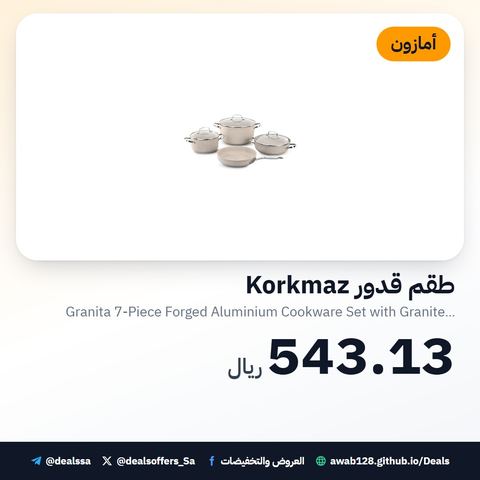 أمازون
طقم قدور Korkmaz
Granita 7-Piece Forged Aluminium Cookware Set with Granite...
543.13 ريال
@dealssa @dealsoffers_Sa العروض والتخفيضات awab128.github.io/Deals